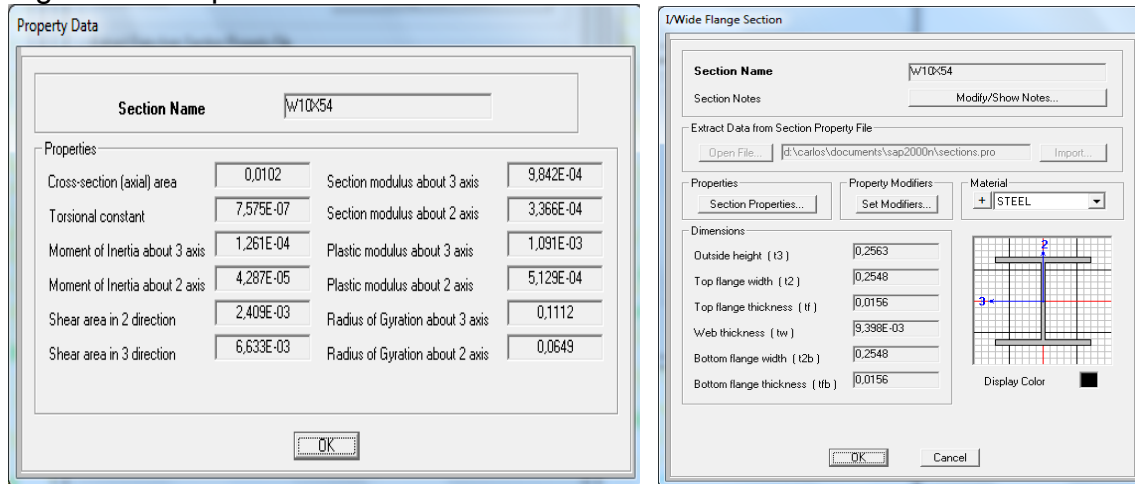 Property Data
Section Name W10X54
Properties
Cross-section (axial) area 0,0102 Section modulus about 3 axis 9,842E-04
Torsional constant 7,575E-07 Section modulus about 2 axis 3,366E-04
Moment of Inertia about 3 axis 1,261E-04 Plastic modulus about 3 axis 1,091E-03
Moment of Inertia about 2 axis 4,287E-05 Plastic modulus about 2 axis 5,129E-04
Shear area in 2 direction 2,409E-03 Radius of Gyration about 3 axis 0,1112
Shear area in 3 direction 6,633E-03 Radius of Gyration about 2 axis 0,0649
OK
I/Wide Flange Section
Section Name W10X54
Section Notes Modify/Show Notes...
Extract Data from Section Property File
Open File... d:\carlos\documents\sap2000n\sections.pro Import...
Properties Property Modifiers Material
Section Properties... Set Modifiers... + STEEL
Dimensions
Outside height ( t3 ) 0,2563
Top flange width ( t2 ) 0,2548
Top flange thickness ( tf ) 0,0156
Web thickness ( tw ) 9,398E-03
Bottom flange width ( t2b ) 0,2548
Bottom flange thickness ( tfb ) 0,0156
2
3
Display Color
OK Cancel